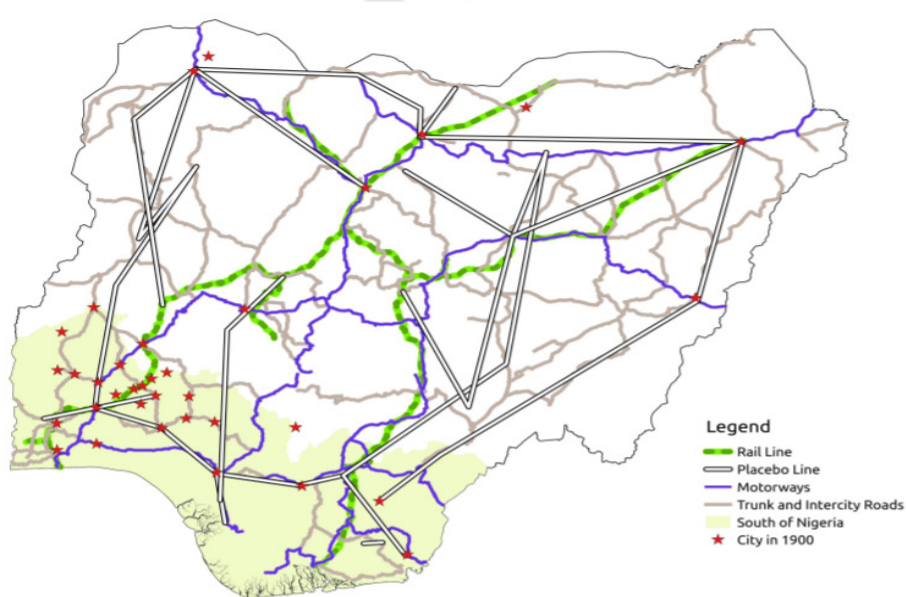 Legend
Rail Line
Placebo Line
Motorways
Trunk and Intercity Roads
South of Nigeria
City in 1900